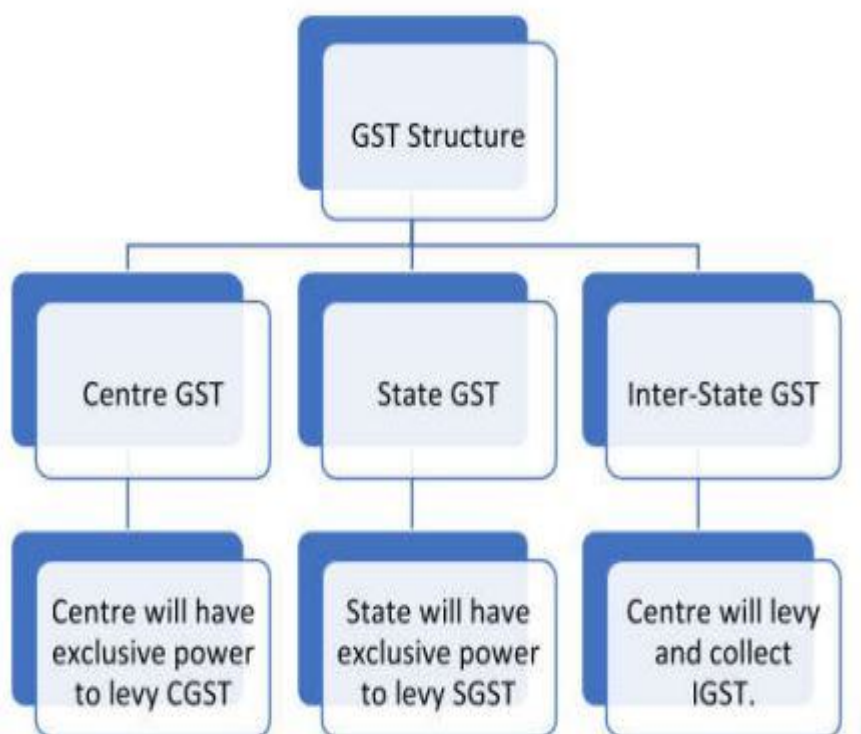 GST Structure
Centre GST
State GST
Inter-State GST
Centre will have
exclusive power
to levy CGST
State will have
exclusive power
to levy SGST
Centre will levy
and collect
IGST.